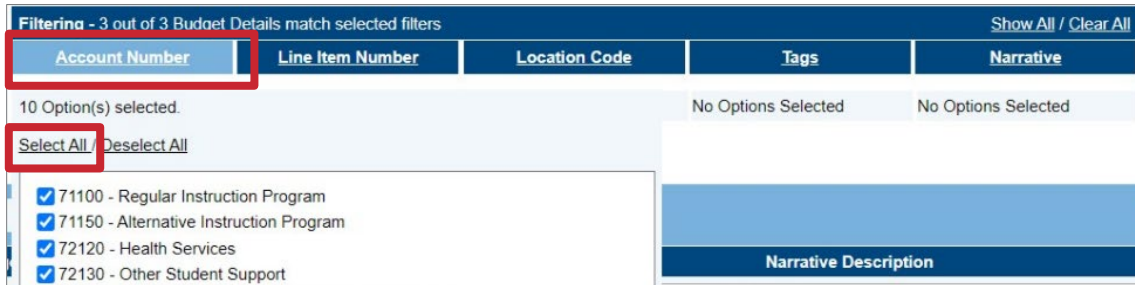 Filtering - 3 out of 3 Budget Details match selected filters
Show All / Clear All
Account Number
Line Item Number
Location Code
Tags
Narrative
10 Option(s) selected.
No Options Selected
No Options Selected
Select All / Deselect All
71100 - Regular Instruction Program
71150 - Alternative Instruction Program
72120 - Health Services
72130 - Other Student Support
Narrative Description